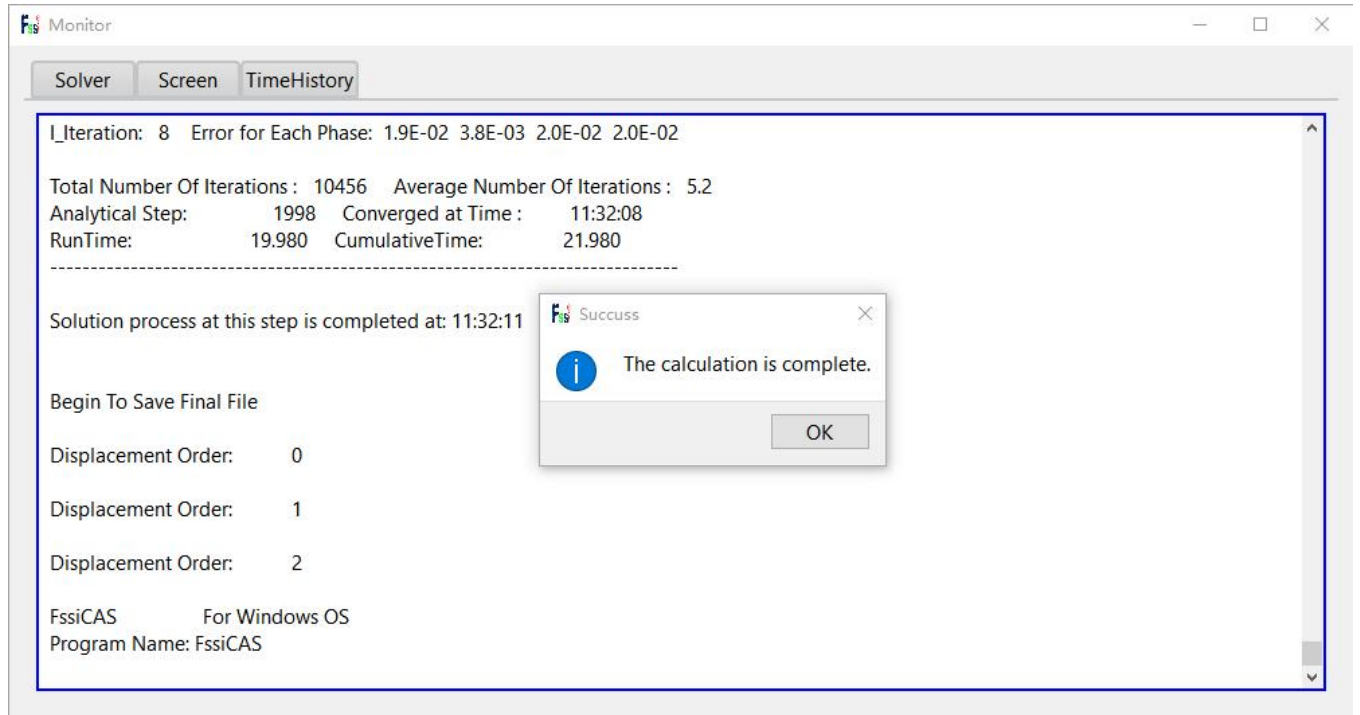 Fssi Monitor
Solver Screen TimeHistory
I_Iteration: 8 Error for Each Phase: 1.9E-02 3.8E-03 2.0E-02 2.0E-02
Total Number Of Iterations : 10456 Average Number Of Iterations : 5.2
Analytical Step: 1998 Converged at Time : 11:32:08
RunTime: 19.980 CumulativeTime: 21.980
------------------------------------------------------------------------------
Solution process at this step is completed at: 11:32:11
Begin To Save Final File
Displacement Order: 0
Displacement Order: 1
Displacement Order: 2
FssiCAS For Windows OS
Program Name: FssiCAS
Fssi Succuss
The calculation is complete.
OK